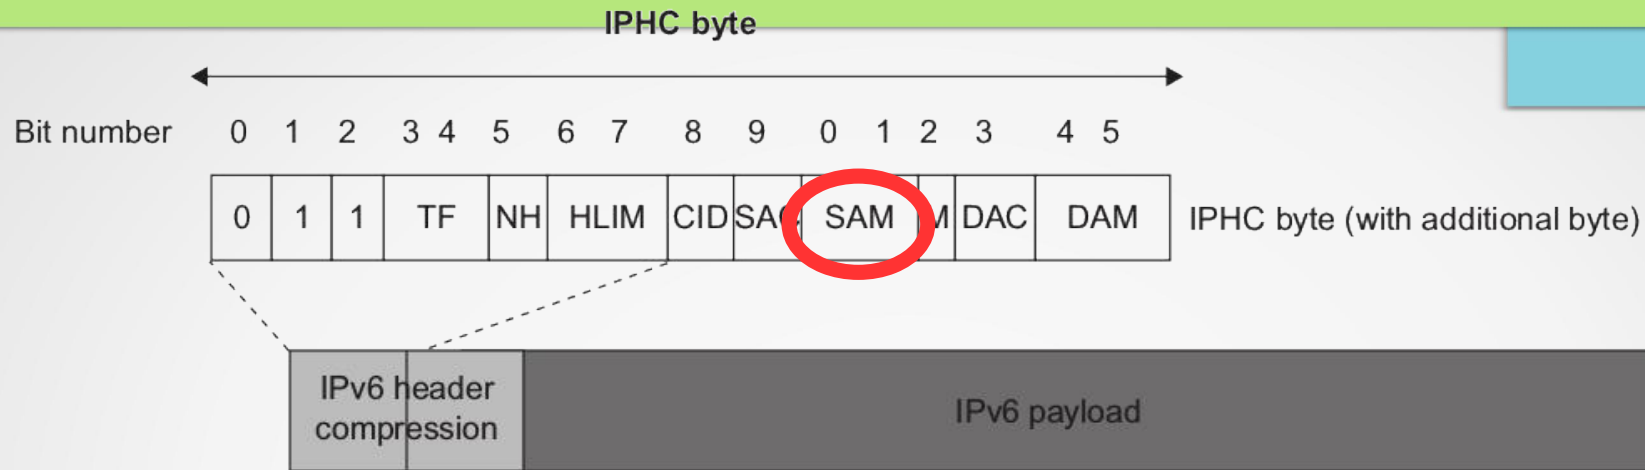 IPHC byte
Bit number 0 1 2 3 4 5 6 7 8 9 0 1 2 3 4 5
0 1 1 TF NH HLIM CID SAC SAM M DAC DAM IPHC byte (with additional byte)
IPv6 header
compression
IPv6 payload